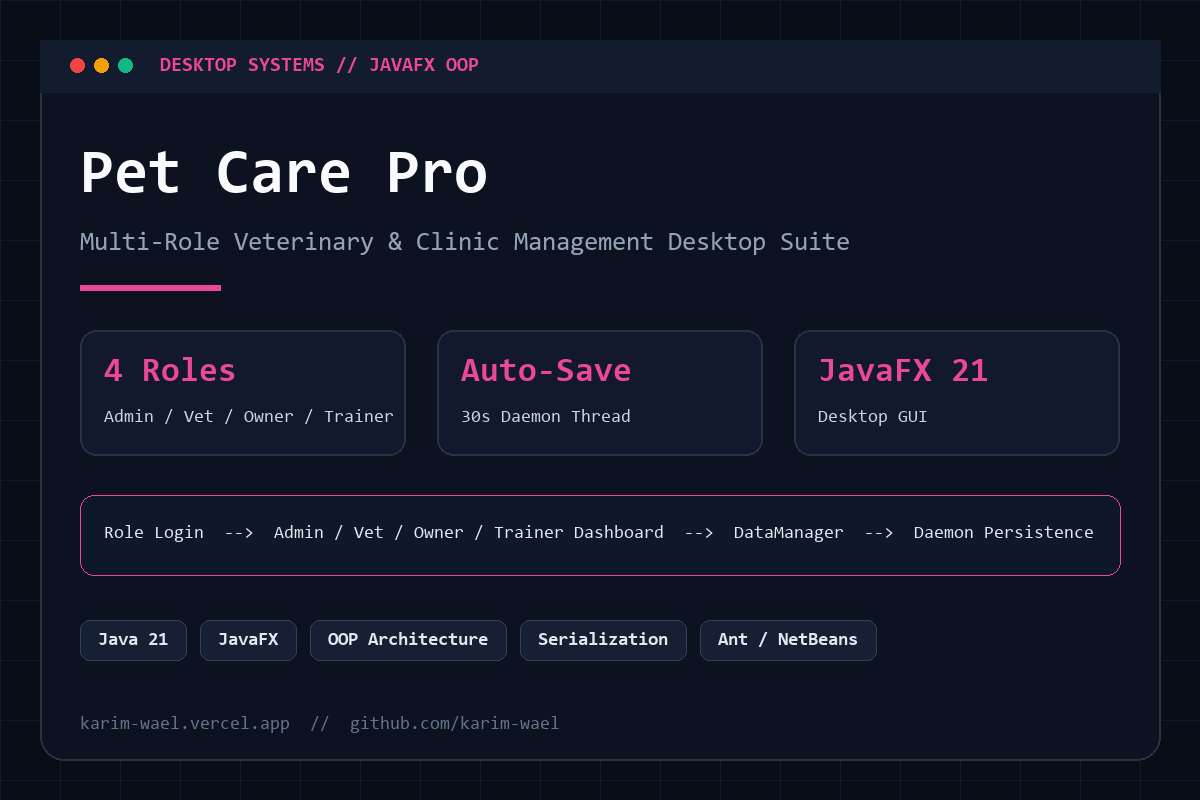 DESKTOP SYSTEMS // JAVAFX OOP
Pet Care Pro
Multi-Role Veterinary & Clinic Management Desktop Suite
4 Roles
Admin / Vet / Owner / Trainer
Auto-Save
30s Daemon Thread
JavaFX 21
Desktop GUI
Role Login --> Admin / Vet / Owner / Trainer Dashboard --> DataManager --> Daemon Persistence
Java 21
JavaFX
OOP Architecture
Serialization
Ant / NetBeans
karim-wael.vercel.app // github.com/karim-wael